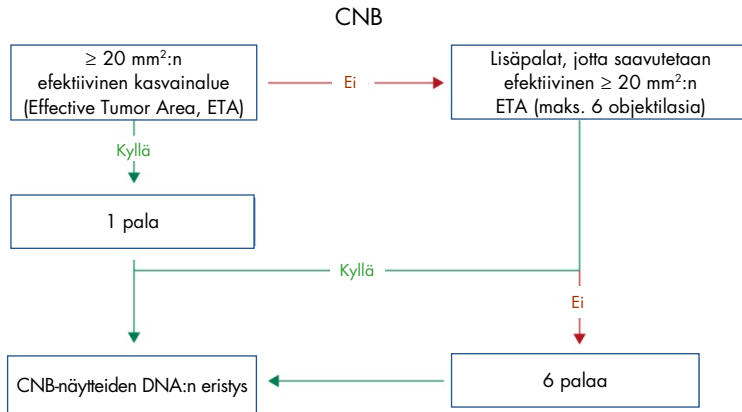 CNB
≥ 20 mm²:n
efektiivinen kasvainalue
(Effective Tumor Area, ETA)
Ei
Lisäpalat, jotta saavutetaan
efektiivinen ≥ 20 mm²:n
ETA (maks. 6 objektilasia)
Kyllä
1 pala
Kyllä
Ei
CNB-näytteiden DNA:n eristys
6 palaa